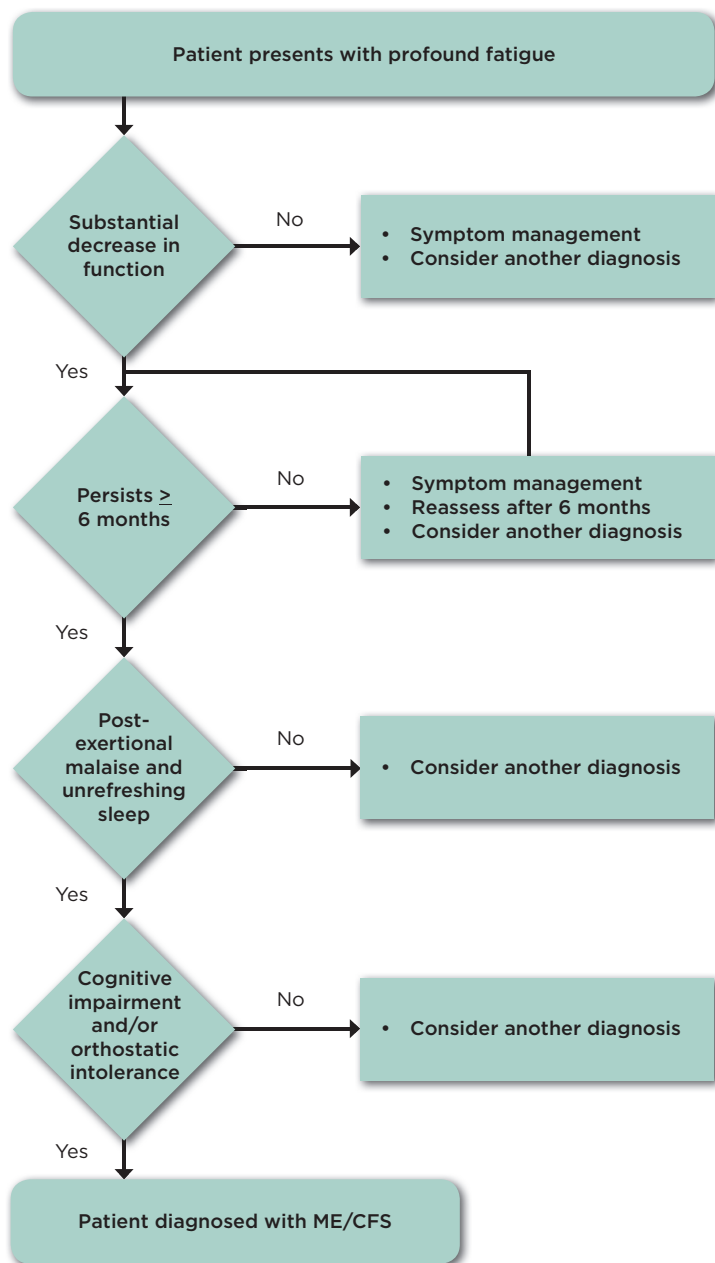 Patient presents with profound fatigue
Substantial
decrease in
function
No
• Symptom management
• Consider another diagnosis
Yes
Persists ≥
6 months
No
• Symptom management
• Reassess after 6 months
• Consider another diagnosis
Yes
Post-
exertional
malaise and
unrefreshing
sleep
No
• Consider another diagnosis
Yes
Cognitive
impairment
and/or
orthostatic
intolerance
No
• Consider another diagnosis
Yes
Patient diagnosed with ME/CFS